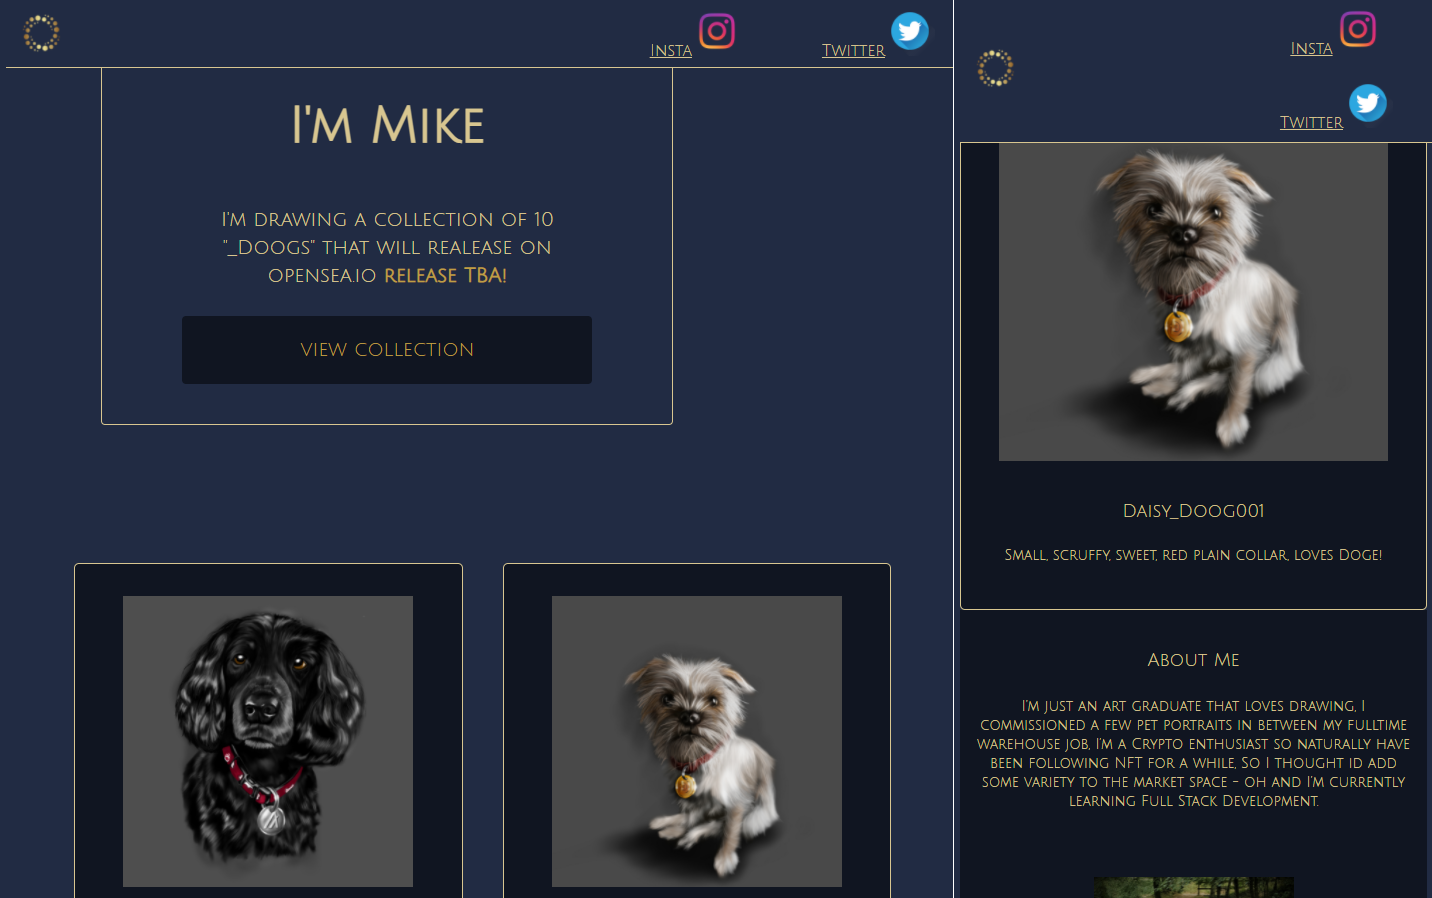 Insta
Twitter
I'm Mike
I'm drawing a collection of 10
"_Doogs" that will realease on
opensea.io release TBA!
view collection
Insta
Twitter
Daisy_Doog001
Small, scruffy, sweet, red plain collar, loves Doge!
About Me
I'm just an art graduate that loves drawing, I
commissioned a few pet portraits in between my fulltime
warehouse job, I'm a Crypto enthusiast so naturally have
been following NFT for a while, So I thought id add
some variety to the market space - oh and I'm currently
learning Full Stack Development.